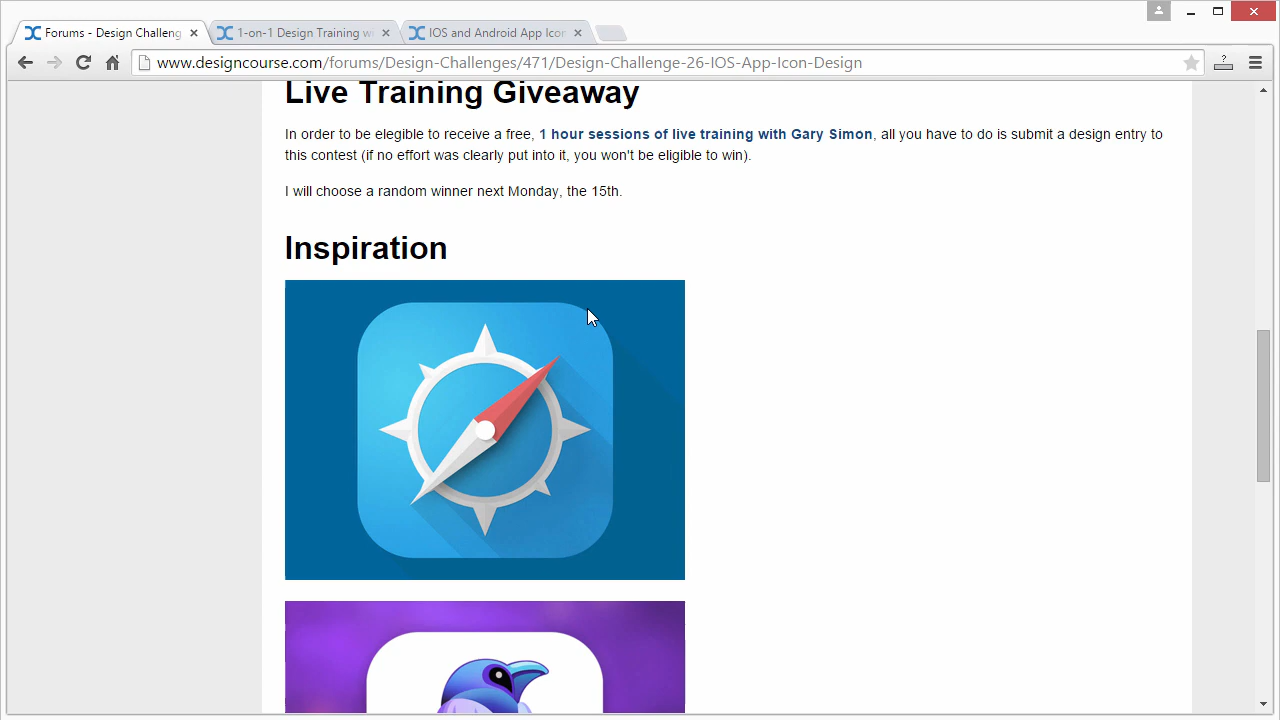 Forums - Design Challeng
1-on-1 Design Training w
IOS and Android App Icor
www.designcourse.com/forums/Design-Challenges/471/Design-Challenge-26-IOS-App-Icon-Design
Live Training Giveaway
In order to be elegible to receive a free, 1 hour sessions of live training with Gary Simon, all you have to do is submit a design entry to
this contest (if no effort was clearly put into it, you won't be eligible to win).
I will choose a random winner next Monday, the 15th.
Inspiration